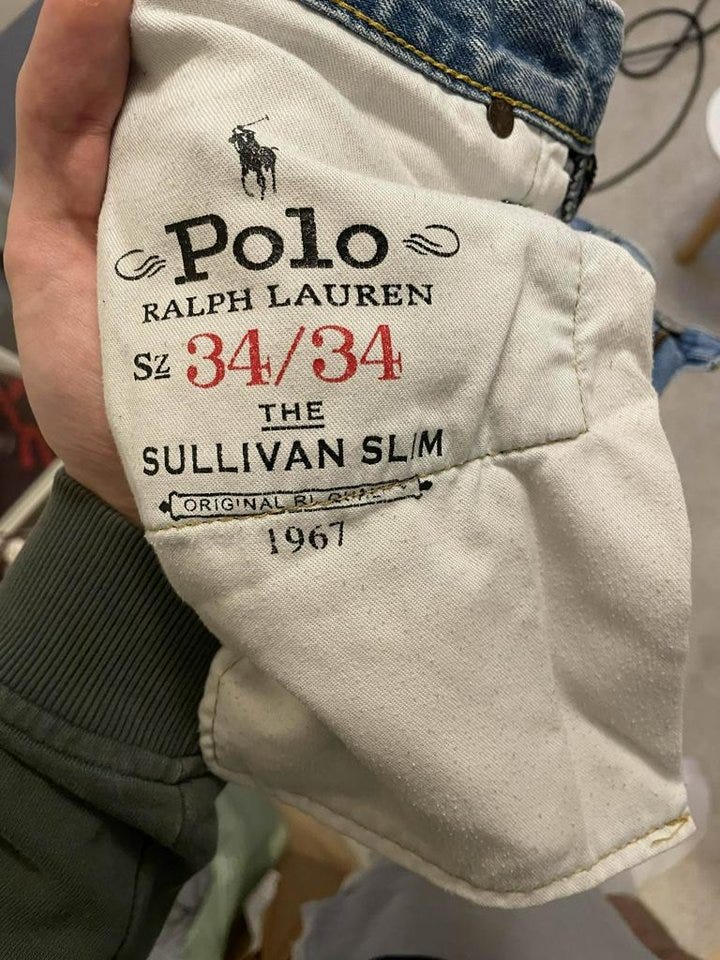 Polo
RALPH LAUREN
Sz 34/34
THE
SULLIVAN SLIM
ORIGINAL
1967